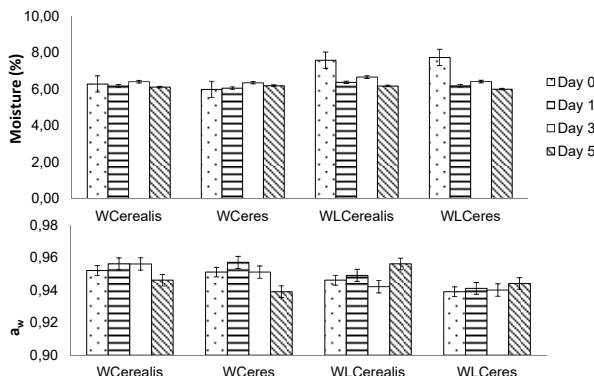 10,00
8,00
6,00
4,00
2,00
0,00
Moisture (%)
WCerealis WCeres WLCerealis WLCeres
Day 0
Day 1
Day 3
Day 5
0,98
0,96
0,94
0,92
0,90
aw
WCerealis WCeres WLCerealis WLCeres